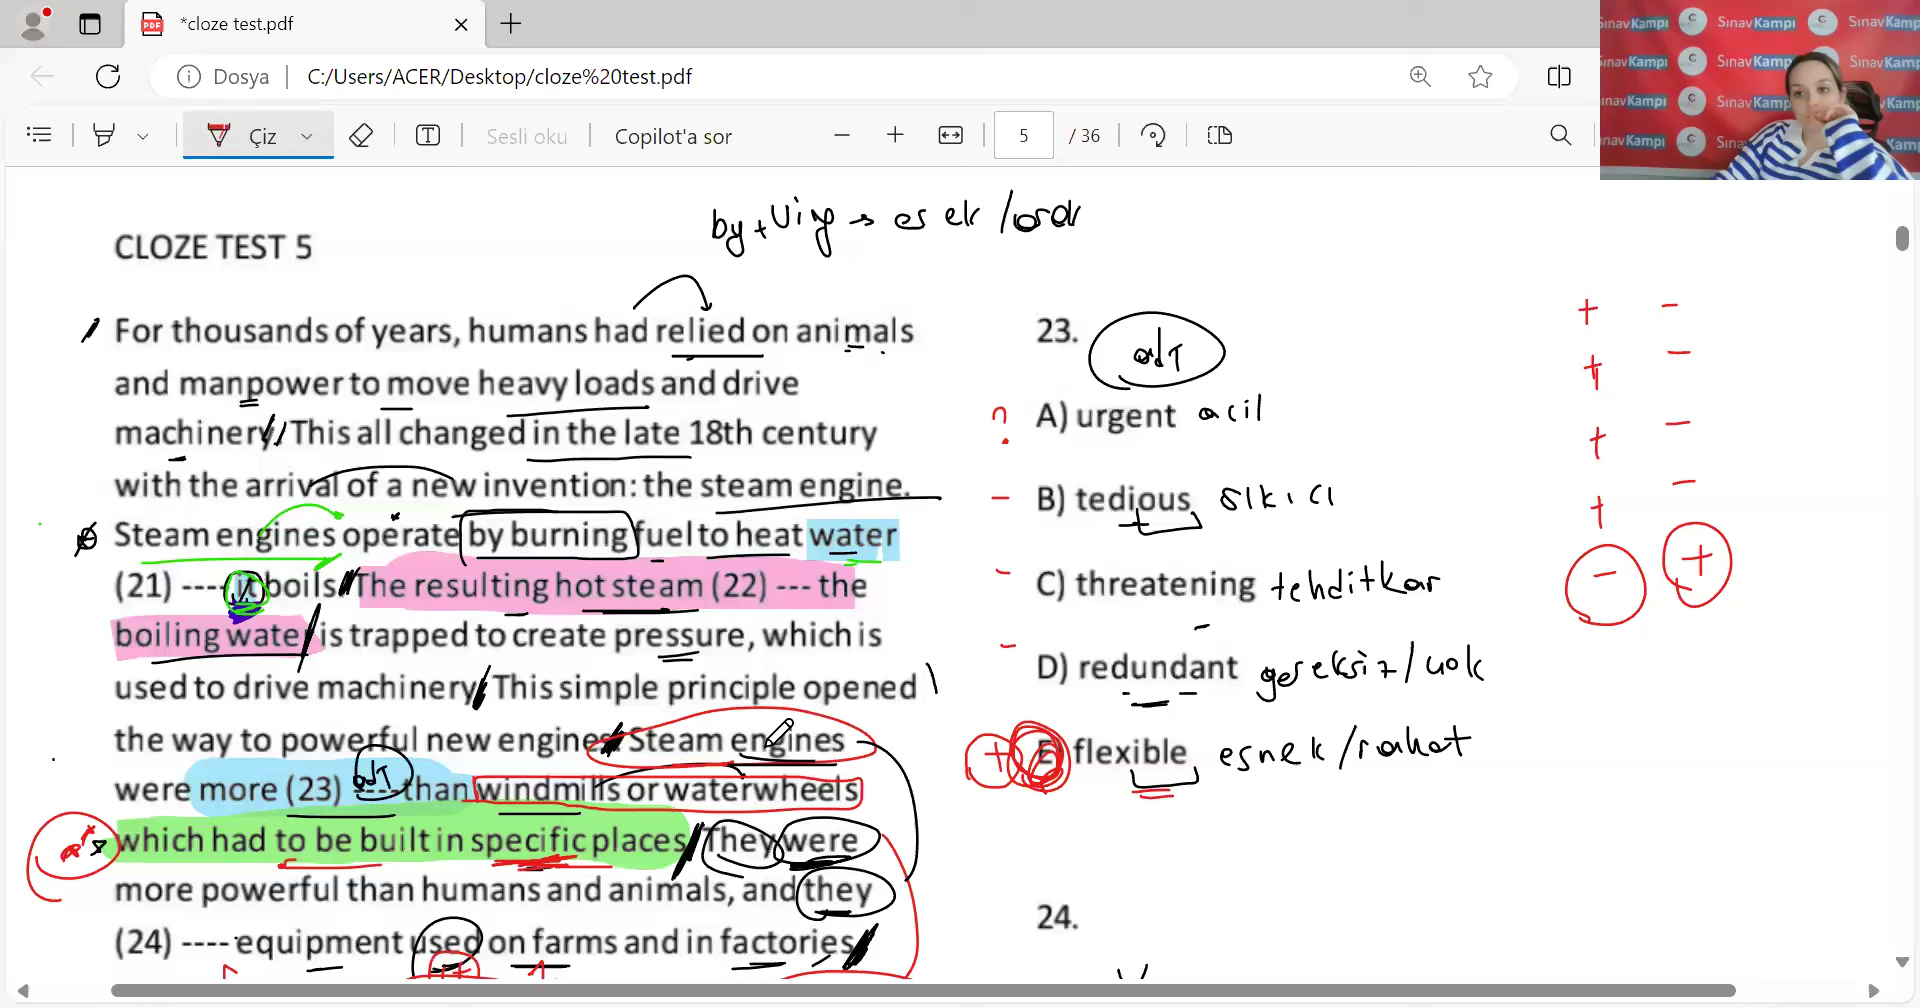 *cloze test.pdf
Dosya
C:/Users/ACER/Desktop/cloze%20test.pdf
Çiz
Sesli oku
Copilot'a sor
5 / 36
SınavKampı
by + Ving → erek / arak
CLOZE TEST 5
For thousands of years, humans had relied on animals
and manpower to move heavy loads and drive
machinery. This all changed in the late 18th century
with the arrival of a new invention: the steam engine.
Steam engines operate by burning fuel to heat water
(21) ---- it boils. The resulting hot steam (22) --- the
boiling water is trapped to create pressure, which is
used to drive machinery. This simple principle opened
the way to powerful new engines. Steam engines
were more (23) ---- than windmills or waterwheels
which had to be built in specific places. They were
more powerful than humans and animals, and they
(24) ---- equipment used on farms and in factories.
adj
23.
adj
? A) urgent acil
- B) tedious sıkıcı
- C) threatening tehditkar
- D) redundant gereksiz /
+ E) flexible esnek / rahat
+ -
+ -
+ -
+ -
- +
24.